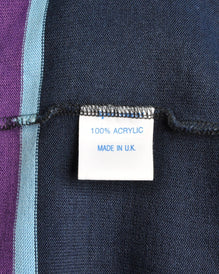 100% ACRYLIC
MADE IN U.K.